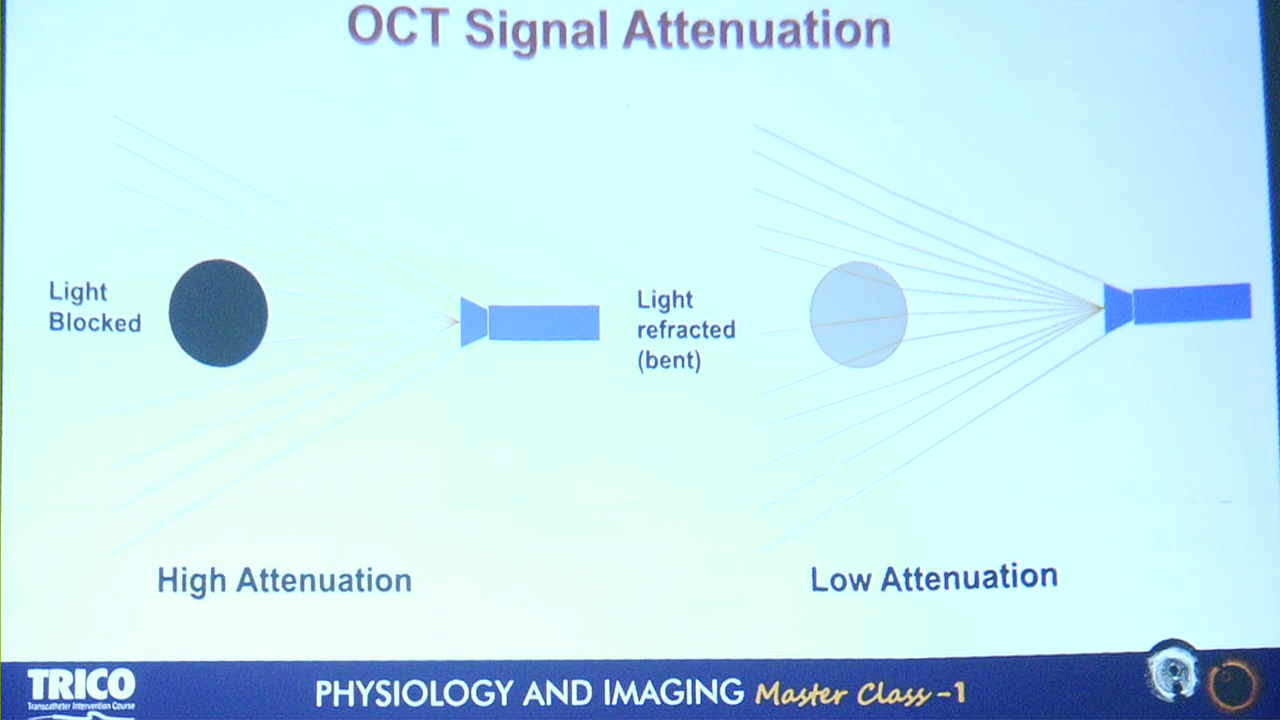 OCT Signal Attenuation
Light
Blocked
Light
refracted
(bent)
High Attenuation
Low Attenuation
TRICO
Transcatheter Intervention Course
PHYSIOLOGY AND IMAGING Master Class -1